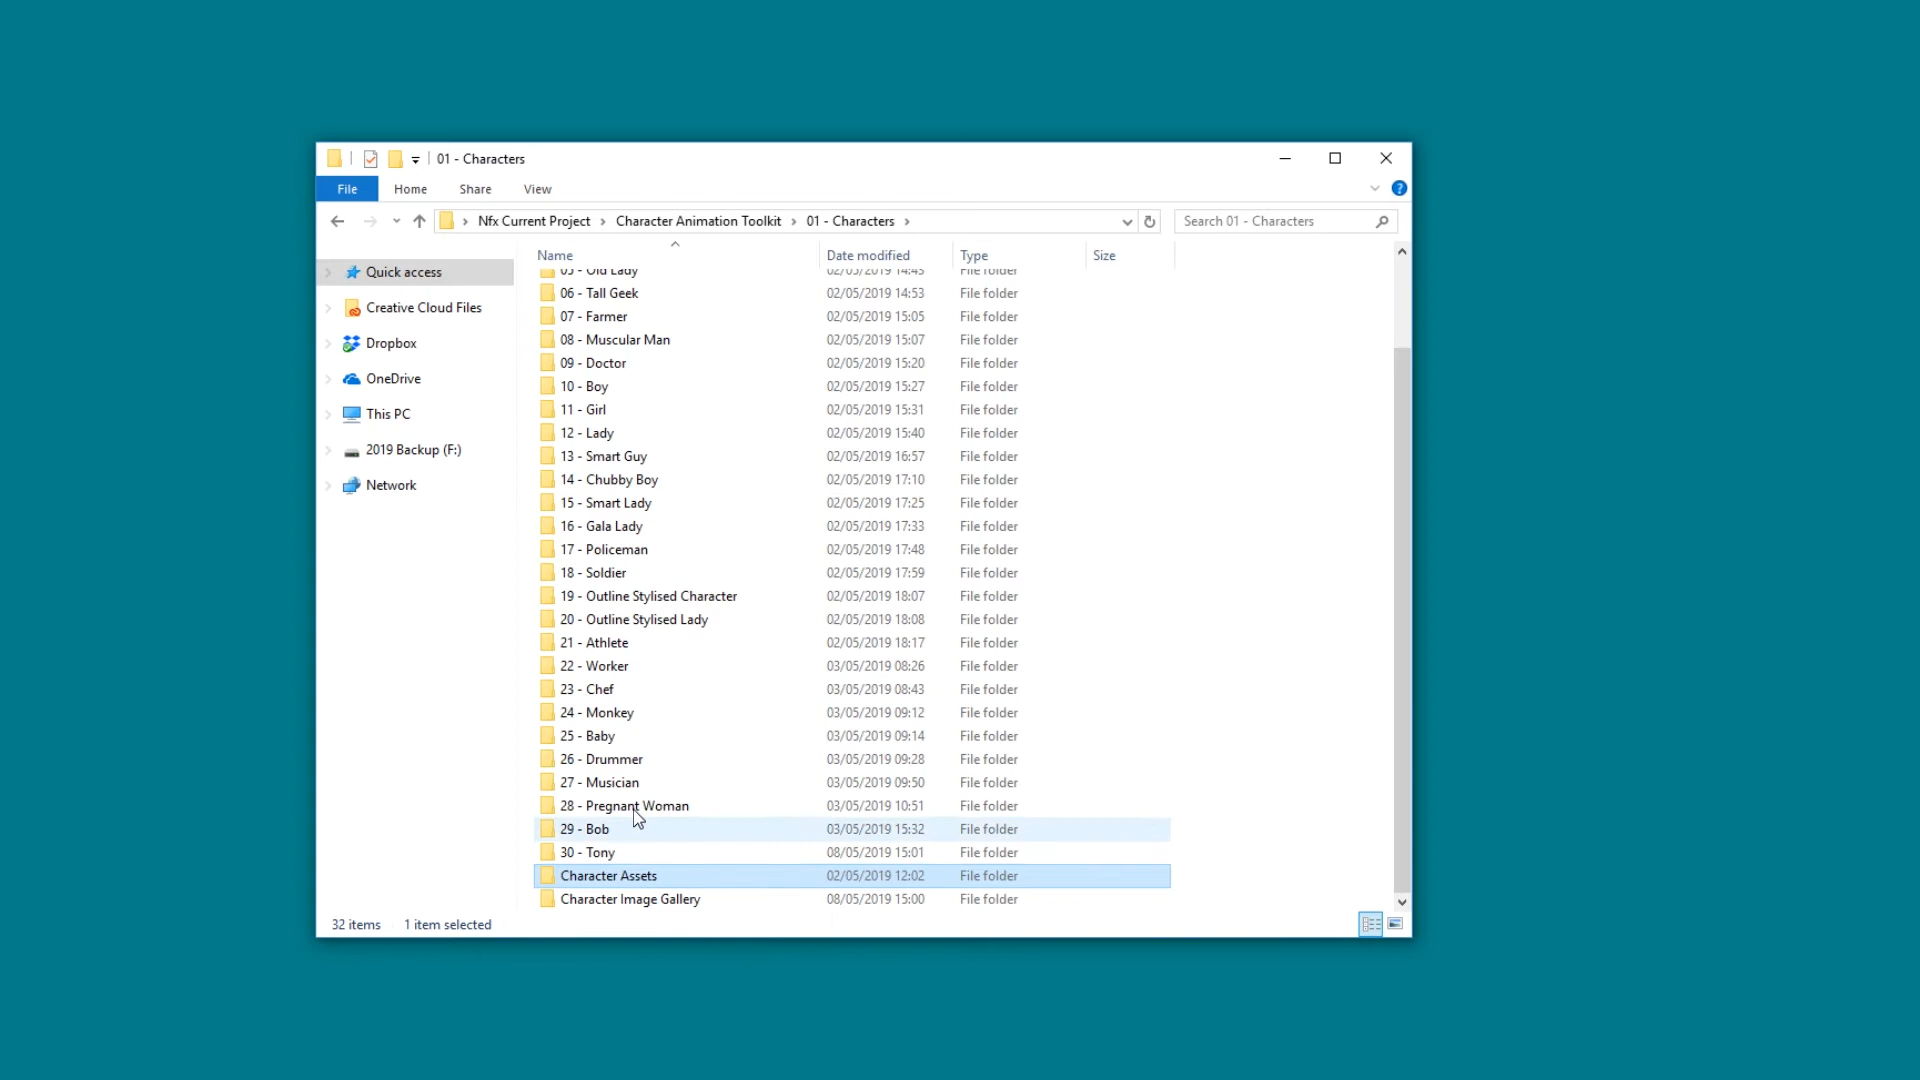 01 - Characters
File Home Share View
Nfx Current Project > Character Animation Toolkit > 01 - Characters >
Search 01 - Characters
Name Date modified Type Size
Quick access
Creative Cloud Files
Dropbox
OneDrive
This PC
2019 Backup (F:)
Network
05 - Old Lady 02/05/2019 14:45 File folder
06 - Tall Geek 02/05/2019 14:53 File folder
07 - Farmer 02/05/2019 15:05 File folder
08 - Muscular Man 02/05/2019 15:07 File folder
09 - Doctor 02/05/2019 15:20 File folder
10 - Boy 02/05/2019 15:27 File folder
11 - Girl 02/05/2019 15:31 File folder
12 - Lady 02/05/2019 15:40 File folder
13 - Smart Guy 02/05/2019 16:57 File folder
14 - Chubby Boy 02/05/2019 17:10 File folder
15 - Smart Lady 02/05/2019 17:25 File folder
16 - Gala Lady 02/05/2019 17:33 File folder
17 - Policeman 02/05/2019 17:48 File folder
18 - Soldier 02/05/2019 17:59 File folder
19 - Outline Stylised Character 02/05/2019 18:07 File folder
20 - Outline Stylised Lady 02/05/2019 18:08 File folder
21 - Athlete 02/05/2019 18:17 File folder
22 - Worker 03/05/2019 08:26 File folder
23 - Chef 03/05/2019 08:43 File folder
24 - Monkey 03/05/2019 09:12 File folder
25 - Baby 03/05/2019 09:14 File folder
26 - Drummer 03/05/2019 09:28 File folder
27 - Musician 03/05/2019 09:50 File folder
28 - Pregnant Woman 03/05/2019 10:51 File folder
29 - Bob 03/05/2019 15:32 File folder
30 - Tony 08/05/2019 15:01 File folder
Character Assets 02/05/2019 12:02 File folder
Character Image Gallery 08/05/2019 15:00 File folder
32 items 1 item selected